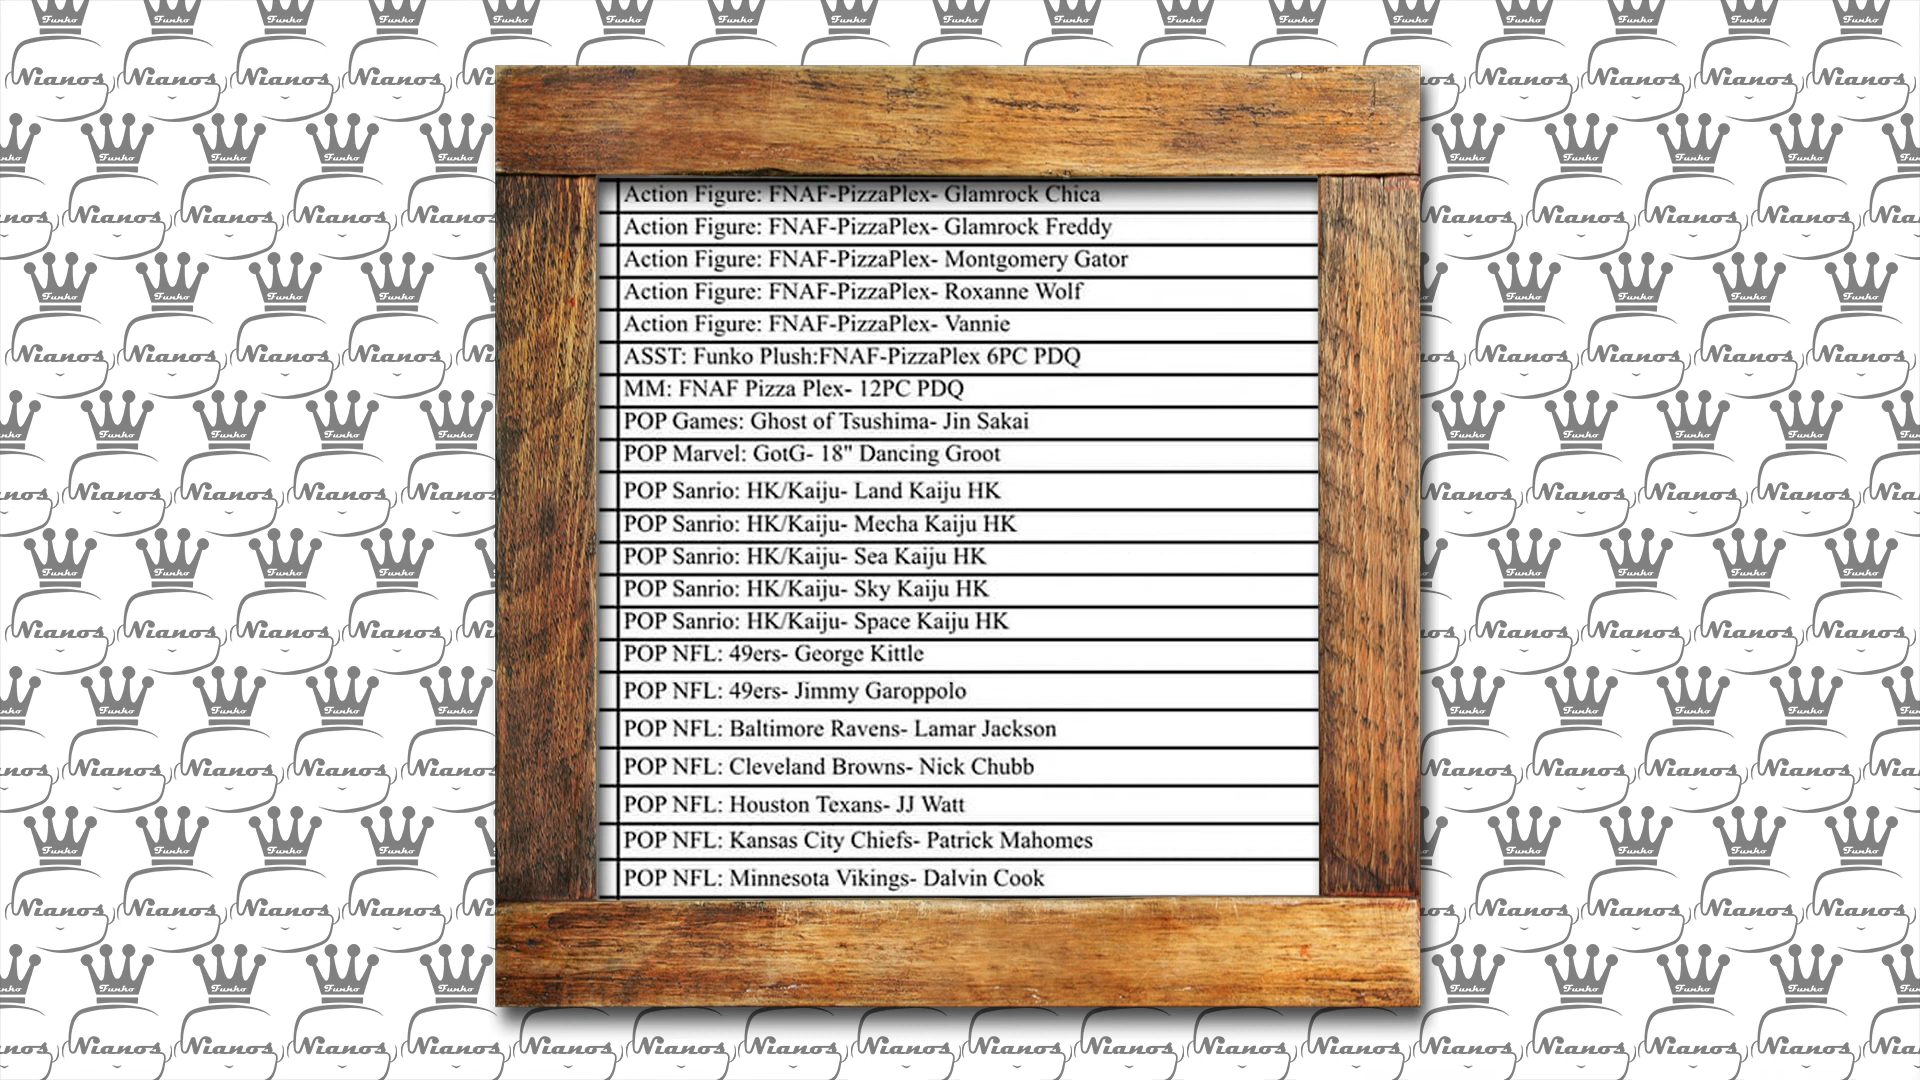 Action Figure: FNAF-PizzaPlex- Glamrock Chica
Action Figure: FNAF-PizzaPlex- Glamrock Freddy
Action Figure: FNAF-PizzaPlex- Montgomery Gator
Action Figure: FNAF-PizzaPlex- Roxanne Wolf
Action Figure: FNAF-PizzaPlex- Vannie
ASST: Funko Plush:FNAF-PizzaPlex 6PC PDQ
MM: FNAF Pizza Plex- 12PC PDQ
POP Games: Ghost of Tsushima- Jin Sakai
POP Marvel: GotG- 18" Dancing Groot
POP Sanrio: HK/Kaiju- Land Kaiju HK
POP Sanrio: HK/Kaiju- Mecha Kaiju HK
POP Sanrio: HK/Kaiju- Sea Kaiju HK
POP Sanrio: HK/Kaiju- Sky Kaiju HK
POP Sanrio: HK/Kaiju- Space Kaiju HK
POP NFL: 49ers- George Kittle
POP NFL: 49ers- Jimmy Garoppolo
POP NFL: Baltimore Ravens- Lamar Jackson
POP NFL: Cleveland Browns- Nick Chubb
POP NFL: Houston Texans- JJ Watt
POP NFL: Kansas City Chiefs- Patrick Mahomes
POP NFL: Minnesota Vikings- Dalvin Cook
Funko
Nianos